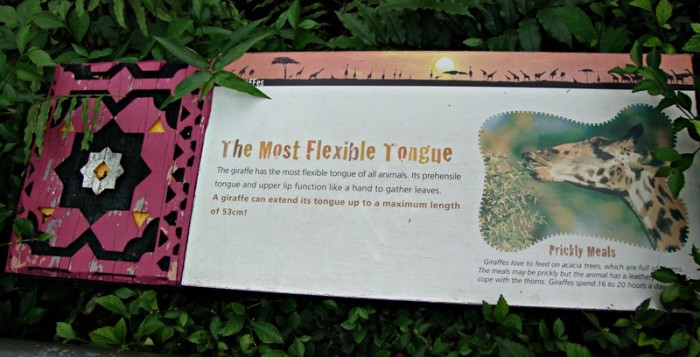 The Most Flexible Tongue
The giraffe has the most flexible tongue of all animals. Its prehensile
tongue and upper lip function like a hand to gather leaves.
A giraffe can extend its tongue up to a maximum length
of 53cm!
Prickly Meals
Giraffes love to feed on acacia trees, which are full of
The meals may be prickly but the animal has a
cope with the thorns. Giraffes spend 16 to 20 hours a